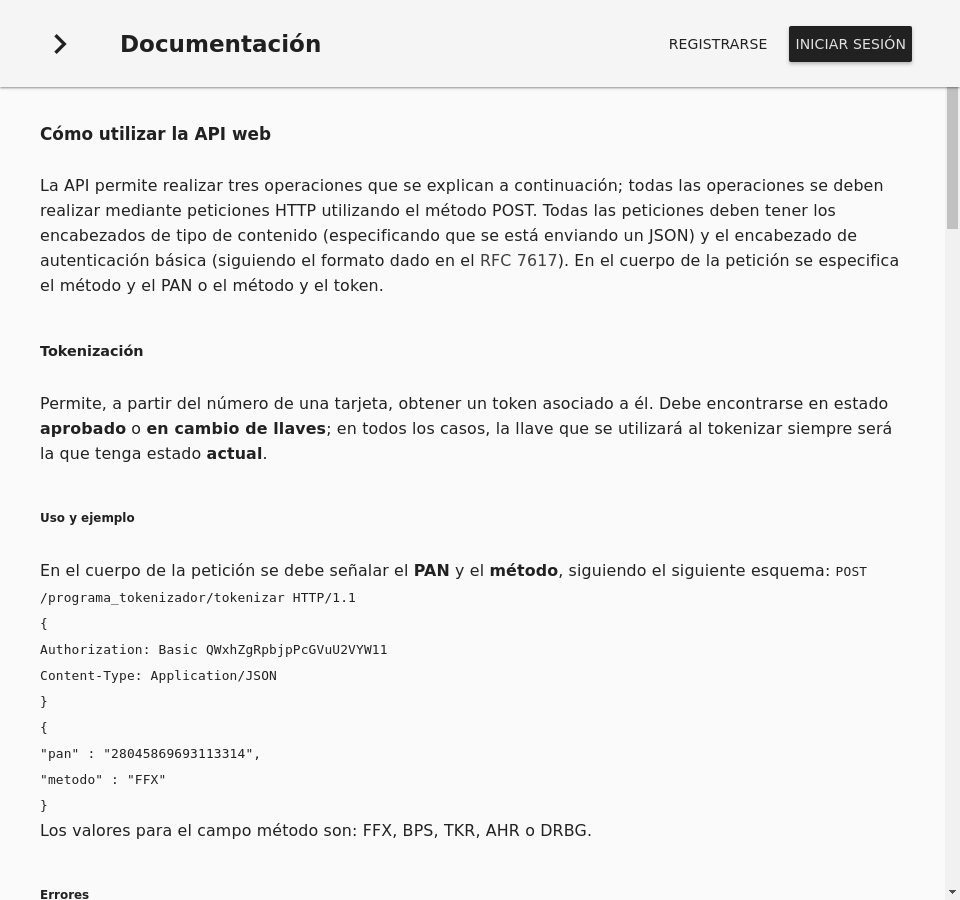 Documentación
REGISTRARSE
INICIAR SESIÓN
Cómo utilizar la API web
La API permite realizar tres operaciones que se explican a continuación; todas las operaciones se deben
realizar mediante peticiones HTTP utilizando el método POST. Todas las peticiones deben tener los
encabezados de tipo de contenido (especificando que se está enviando un JSON) y el encabezado de
autenticación básica (siguiendo el formato dado en el RFC 7617). En el cuerpo de la petición se especifica
el método y el PAN o el método y el token.
Tokenización
Permite, a partir del número de una tarjeta, obtener un token asociado a él. Debe encontrarse en estado
aprobado o en cambio de llaves; en todos los casos, la llave que se utilizará al tokenizar siempre será
la que tenga estado actual.
Uso y ejemplo
En el cuerpo de la petición se debe señalar el PAN y el método, siguiendo el siguiente esquema: POST
/programa_tokenizador/tokenizar HTTP/1.1
{
Authorization: Basic QWxhZgRpbjpPcGVuU2VYW11
Content-Type: Application/JSON
}
{
"pan" : "28045869693113314",
"metodo" : "FFX"
}
Los valores para el campo método son: FFX, BPS, TKR, AHR o DRBG.
Errores